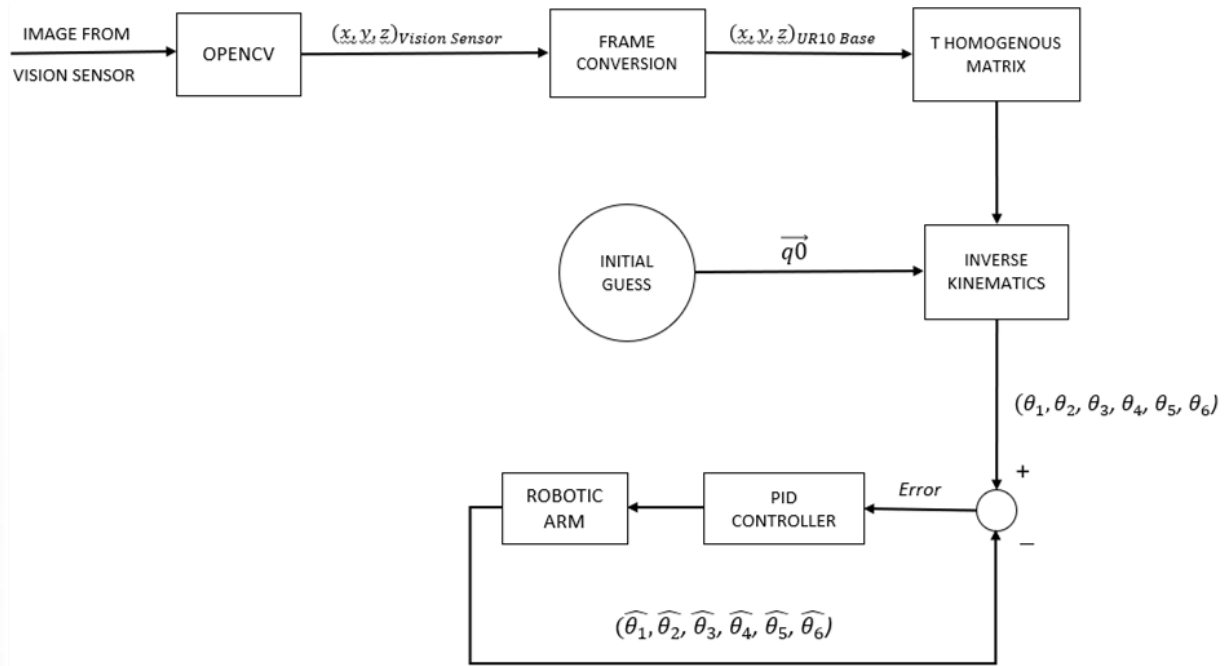 IMAGE FROM
VISION SENSOR
OPENCV
(x, y, z)Vision Sensor
FRAME
CONVERSION
(x, y, z)UR10 Base
T HOMOGENOUS
MATRIX
INITIAL
GUESS
q0⃗
INVERSE
KINEMATICS
(θ₁, θ₂, θ₃, θ₄, θ₅, θ₆)
+
Error
−
PID
CONTROLLER
ROBOTIC
ARM
(θ̂₁, θ̂₂, θ̂₃, θ̂₄, θ̂₅, θ̂₆)